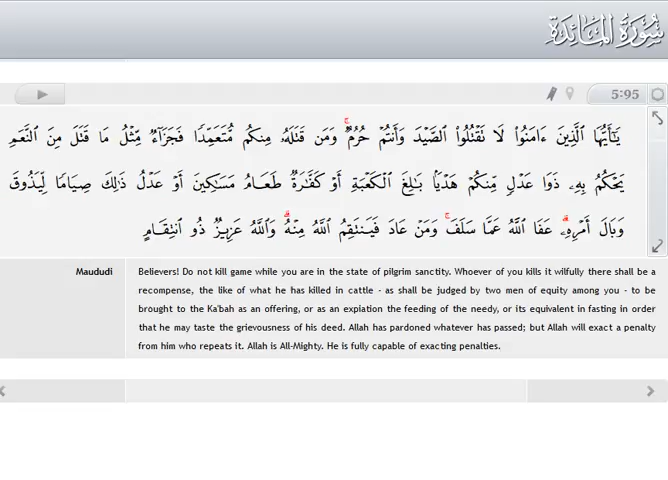 سُورَةُ المَائدَةِ
5:95
يَٰٓأَيُّهَا ٱلَّذِينَ ءَامَنُوا۟ لَا تَقْتُلُوا۟ ٱلصَّيْدَ وَأَنتُمْ حُرُمٌ ۚ وَمَن قَتَلَهُۥ مِنكُم مُّتَعَمِّدًا فَجَزَآءٌ مِّثْلُ مَا قَتَلَ مِنَ ٱلنَّعَمِ
يَحْكُمُ بِهِۦ ذَوَا عَدْلٍ مِّنكُمْ هَدْيًۢا بَٰلِغَ ٱلْكَعْبَةِ أَوْ كَفَّٰرَةٌ طَعَامُ مَسَٰكِينَ أَوْ عَدْلُ ذَٰلِكَ صِيَامًا لِّيَذُوقَ
وَبَالَ أَمْرِهِۦ ۗ عَفَا ٱللَّهُ عَمَّا سَلَفَ ۚ وَمَنْ عَادَ فَيَنتَقِمُ ٱللَّهُ مِنْهُ ۗ وَٱللَّهُ عَزِيزٌ ذُو ٱنتِقَامٍ
Maududi
Believers! Do not kill game while you are in the state of pilgrim sanctity. Whoever of you kills it wilfully there shall be a
recompense, the like of what he has killed in cattle - as shall be judged by two men of equity among you - to be
brought to the Ka'bah as an offering, or as an expiation the feeding of the needy, or its equivalent in fasting in order
that he may taste the grievousness of his deed. Allah has pardoned whatever has passed; but Allah will exact a penalty
from him who repeats it. Allah is All-Mighty. He is fully capable of exacting penalties.